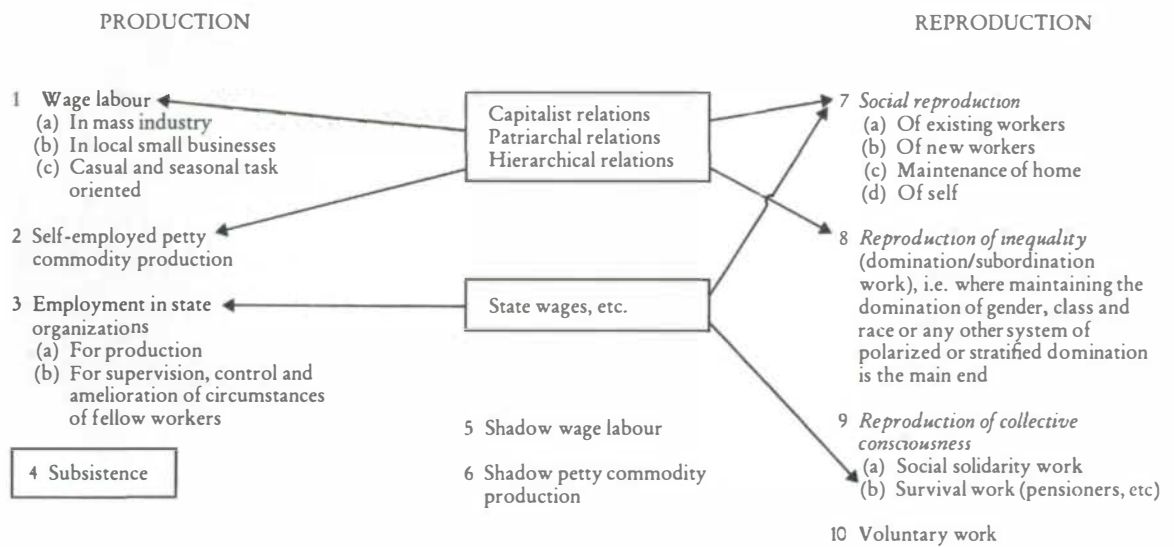 PRODUCTION
REPRODUCTION
1 Wage labour
(a) In mass industry
(b) In local small businesses
(c) Casual and seasonal task
oriented
2 Self-employed petty
commodity production
3 Employment in state
organizations
(a) For production
(b) For supervision, control and
amelioration of circumstances
of fellow workers
4 Subsistence
Capitalist relations
Patriarchal relations
Hierarchical relations
State wages, etc.
5 Shadow wage labour
6 Shadow petty commodity
production
7 Social reproduction
(a) Of existing workers
(b) Of new workers
(c) Maintenance of home
(d) Of self
8 Reproduction of inequality
(domination/subordination
work), i.e. where maintaining the
domination of gender, class and
race or any other system of
polarized or stratified domination
is the main end
9 Reproduction of collective
consciousness
(a) Social solidarity work
(b) Survival work (pensioners, etc)
10 Voluntary work